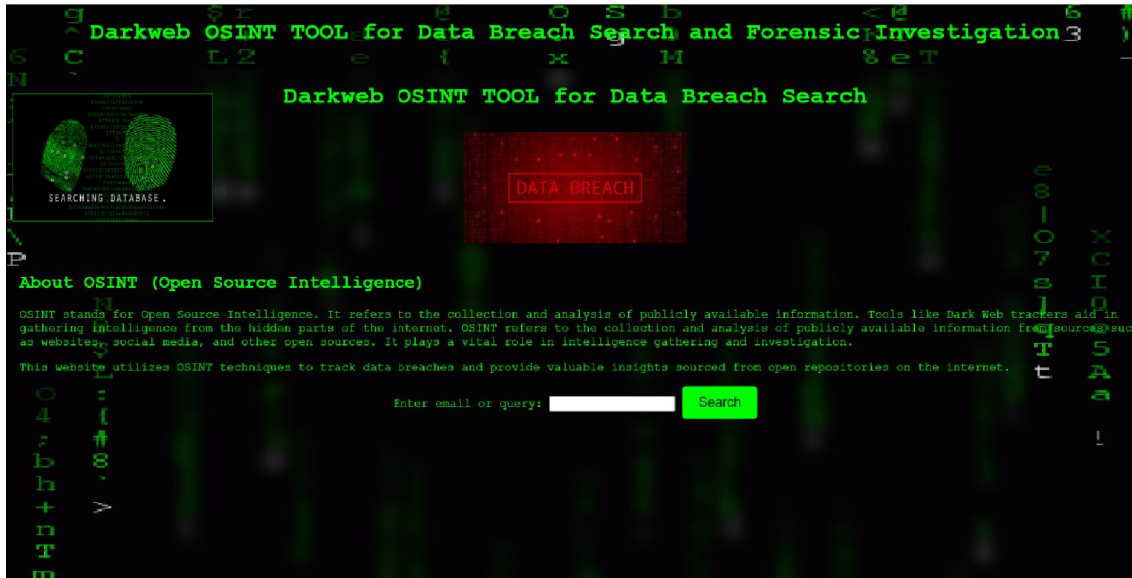 Darkweb OSINT TOOL for Data Breach Search and Forensic Investigation
Darkweb OSINT TOOL for Data Breach Search
SEARCHING DATABASE.
DATA BREACH
About OSINT (Open Source Intelligence)
OSINT stands for Open Source Intelligence. It refers to the collection and analysis of publicly available information. Tools like Dark Web trackers aid in
gathering intelligence from the hidden parts of the internet. OSINT refers to the collection and analysis of publicly available information from sources suc
as websites, social media, and other open sources. It plays a vital role in intelligence gathering and investigation.
This website utilizes OSINT techniques to track data breaches and provide valuable insights sourced from open repositories on the internet.
Enter email or query:
Search